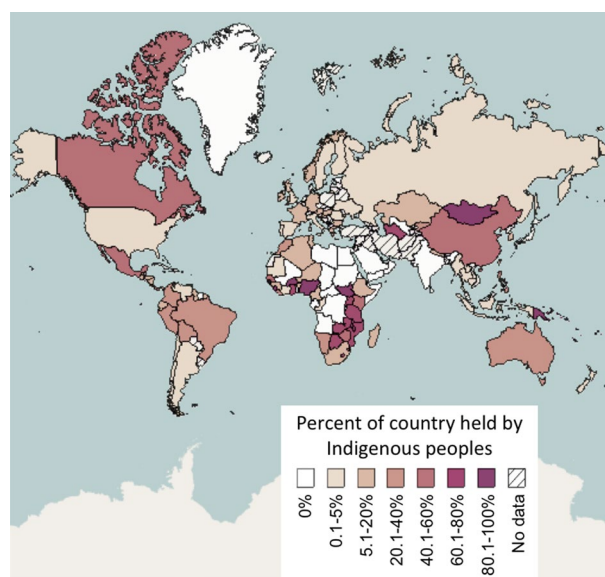 Percent of country held by
Indigenous peoples
0%
0.1-5%
5.1-20%
20.1-40%
40.1-60%
60.1-80%
80.1-100%
No data